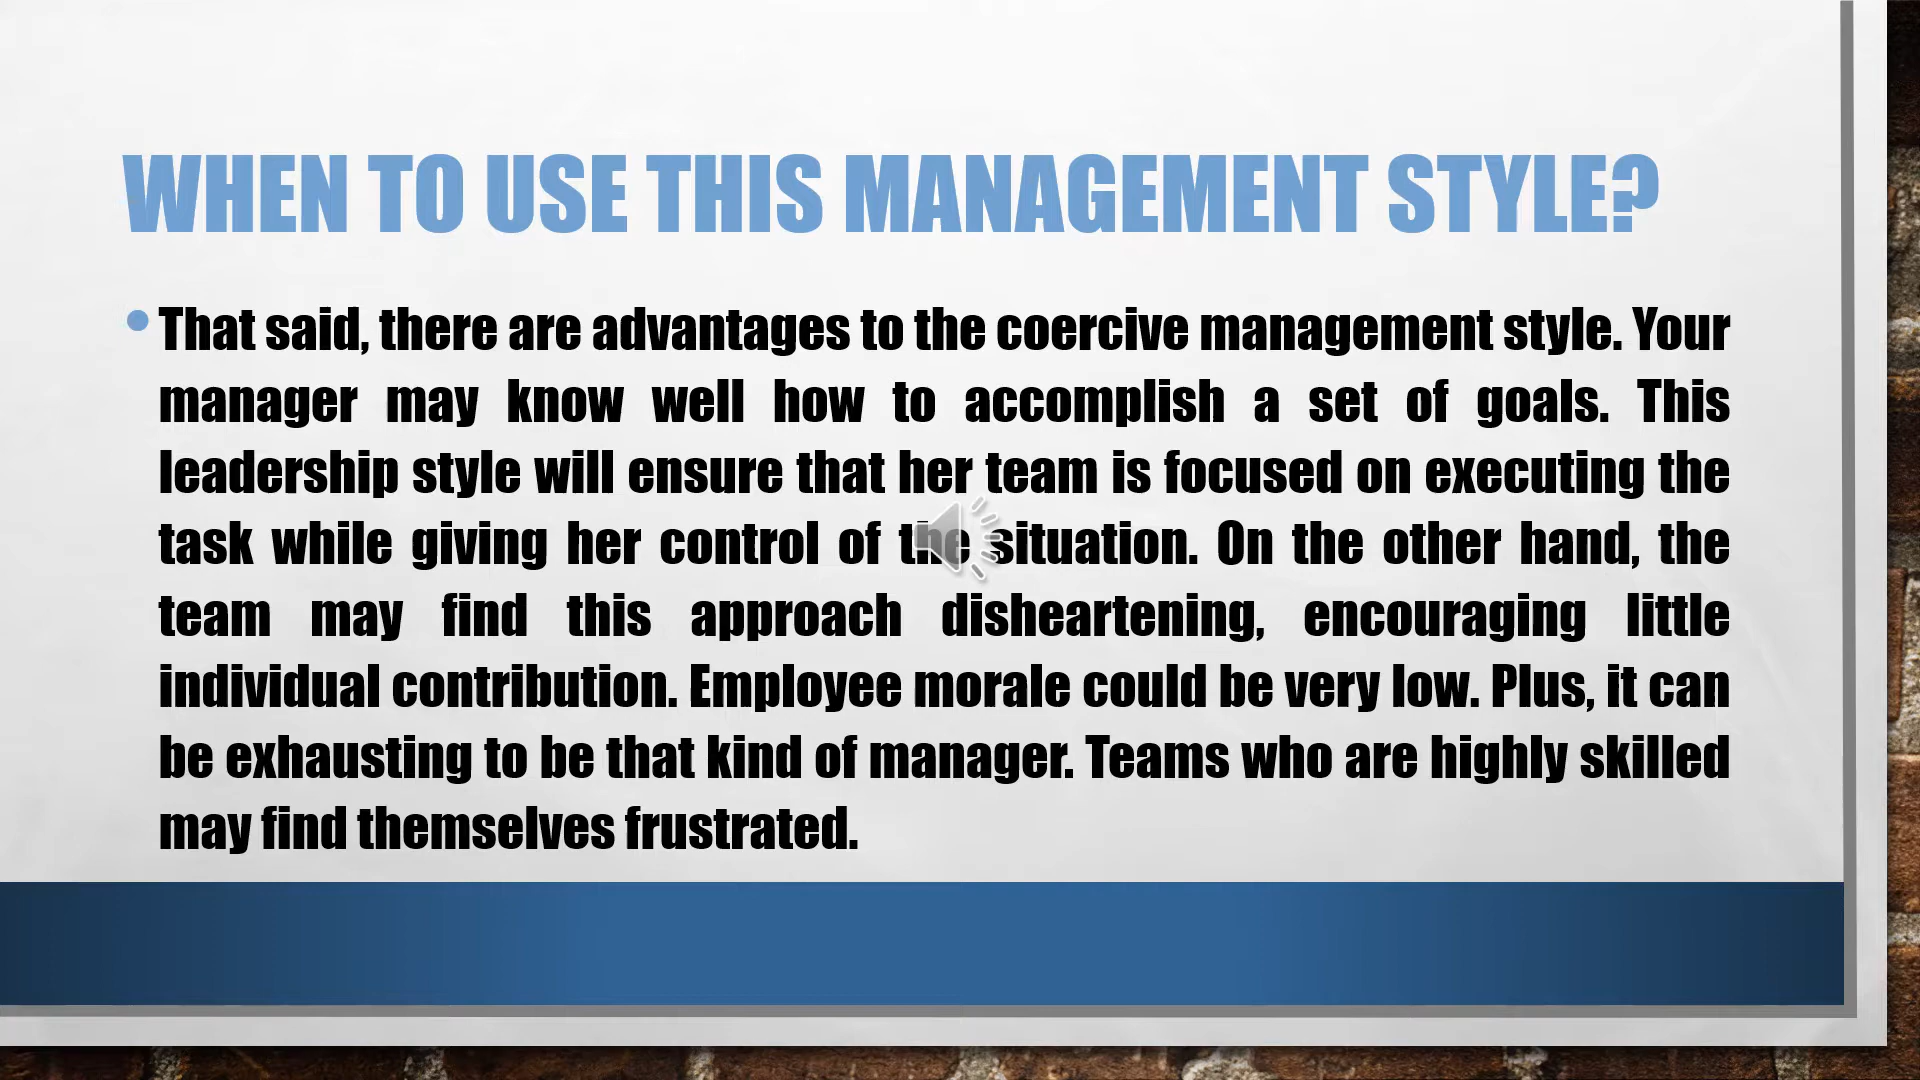 WHEN TO USE THIS MANAGEMENT STYLE?
• That said, there are advantages to the coercive management style. Your
manager may know well how to accomplish a set of goals. This
leadership style will ensure that her team is focused on executing the
task while giving her control of the situation. On the other hand, the
team may find this approach disheartening, encouraging little
individual contribution. Employee morale could be very low. Plus, it can
be exhausting to be that kind of manager. Teams who are highly skilled
may find themselves frustrated.